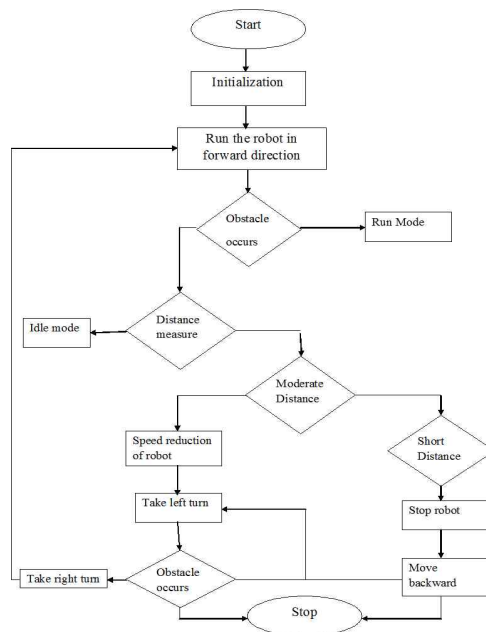 Start
Initialization
Run the robot in
forward direction
Obstacle
occurs
Run Mode
Distance
measure
Idle mode
Moderate
Distance
Speed reduction
of robot
Short
Distance
Take left turn
Stop robot
Take right turn
Obstacle
occurs
Move
backward
Stop